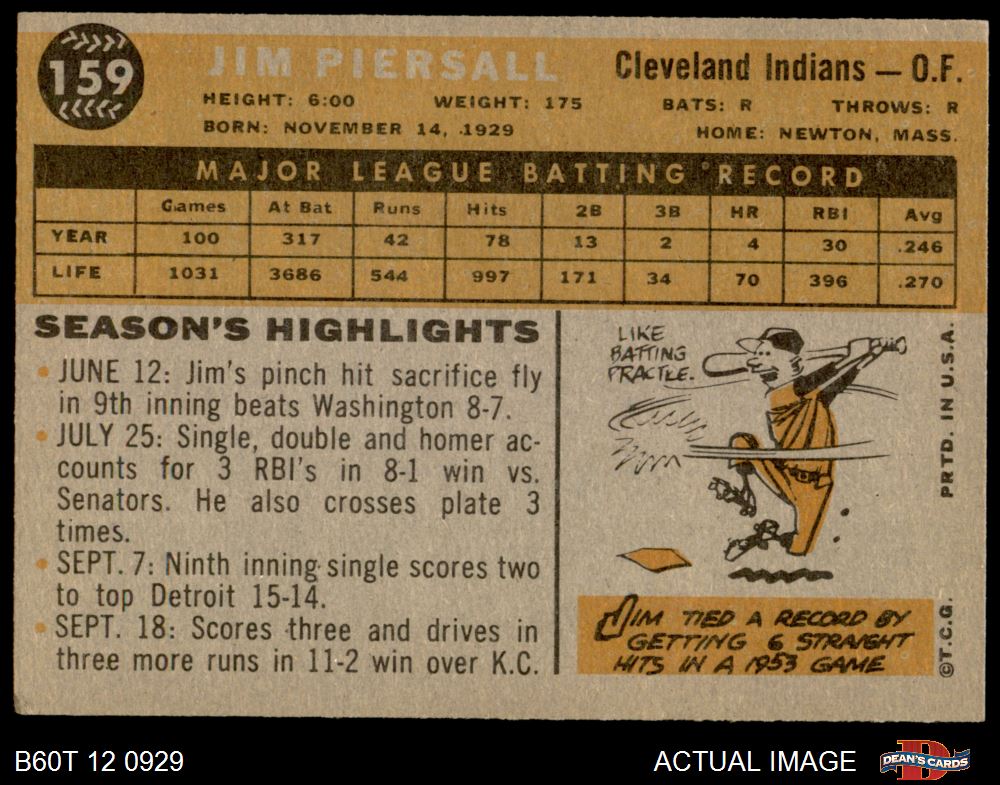 159
JIM PIERSALL
Cleveland Indians — O.F.
HEIGHT: 6:00 WEIGHT: 175 BATS: R THROWS: R
BORN: NOVEMBER 14, 1929 HOME: NEWTON, MASS.
MAJOR LEAGUE BATTING RECORD
Games At Bat Runs Hits 2B 3B HR RBI Avg
YEAR 100 317 42 78 13 2 4 30 .246
LIFE 1031 3686 544 997 171 34 70 396 .270
SEASON'S HIGHLIGHTS
• JUNE 12: Jim's pinch hit sacrifice fly
in 9th inning beats Washington 8-7.
• JULY 25: Single, double and homer ac-
counts for 3 RBI's in 8-1 win vs.
Senators. He also crosses plate 3
times.
• SEPT. 7: Ninth inning single scores two
to top Detroit 15-14.
• SEPT. 18: Scores three and drives in
three more runs in 11-2 win over K.C.
LIKE
BATTING
PRACTICE.
JIM TIED A RECORD BY
GETTING 6 STRAIGHT
HITS IN A 1953 GAME
©T.C.G. PRTD. IN U.S.A.
B60T 12 0929
ACTUAL IMAGE
D
DEAN'S CARDS